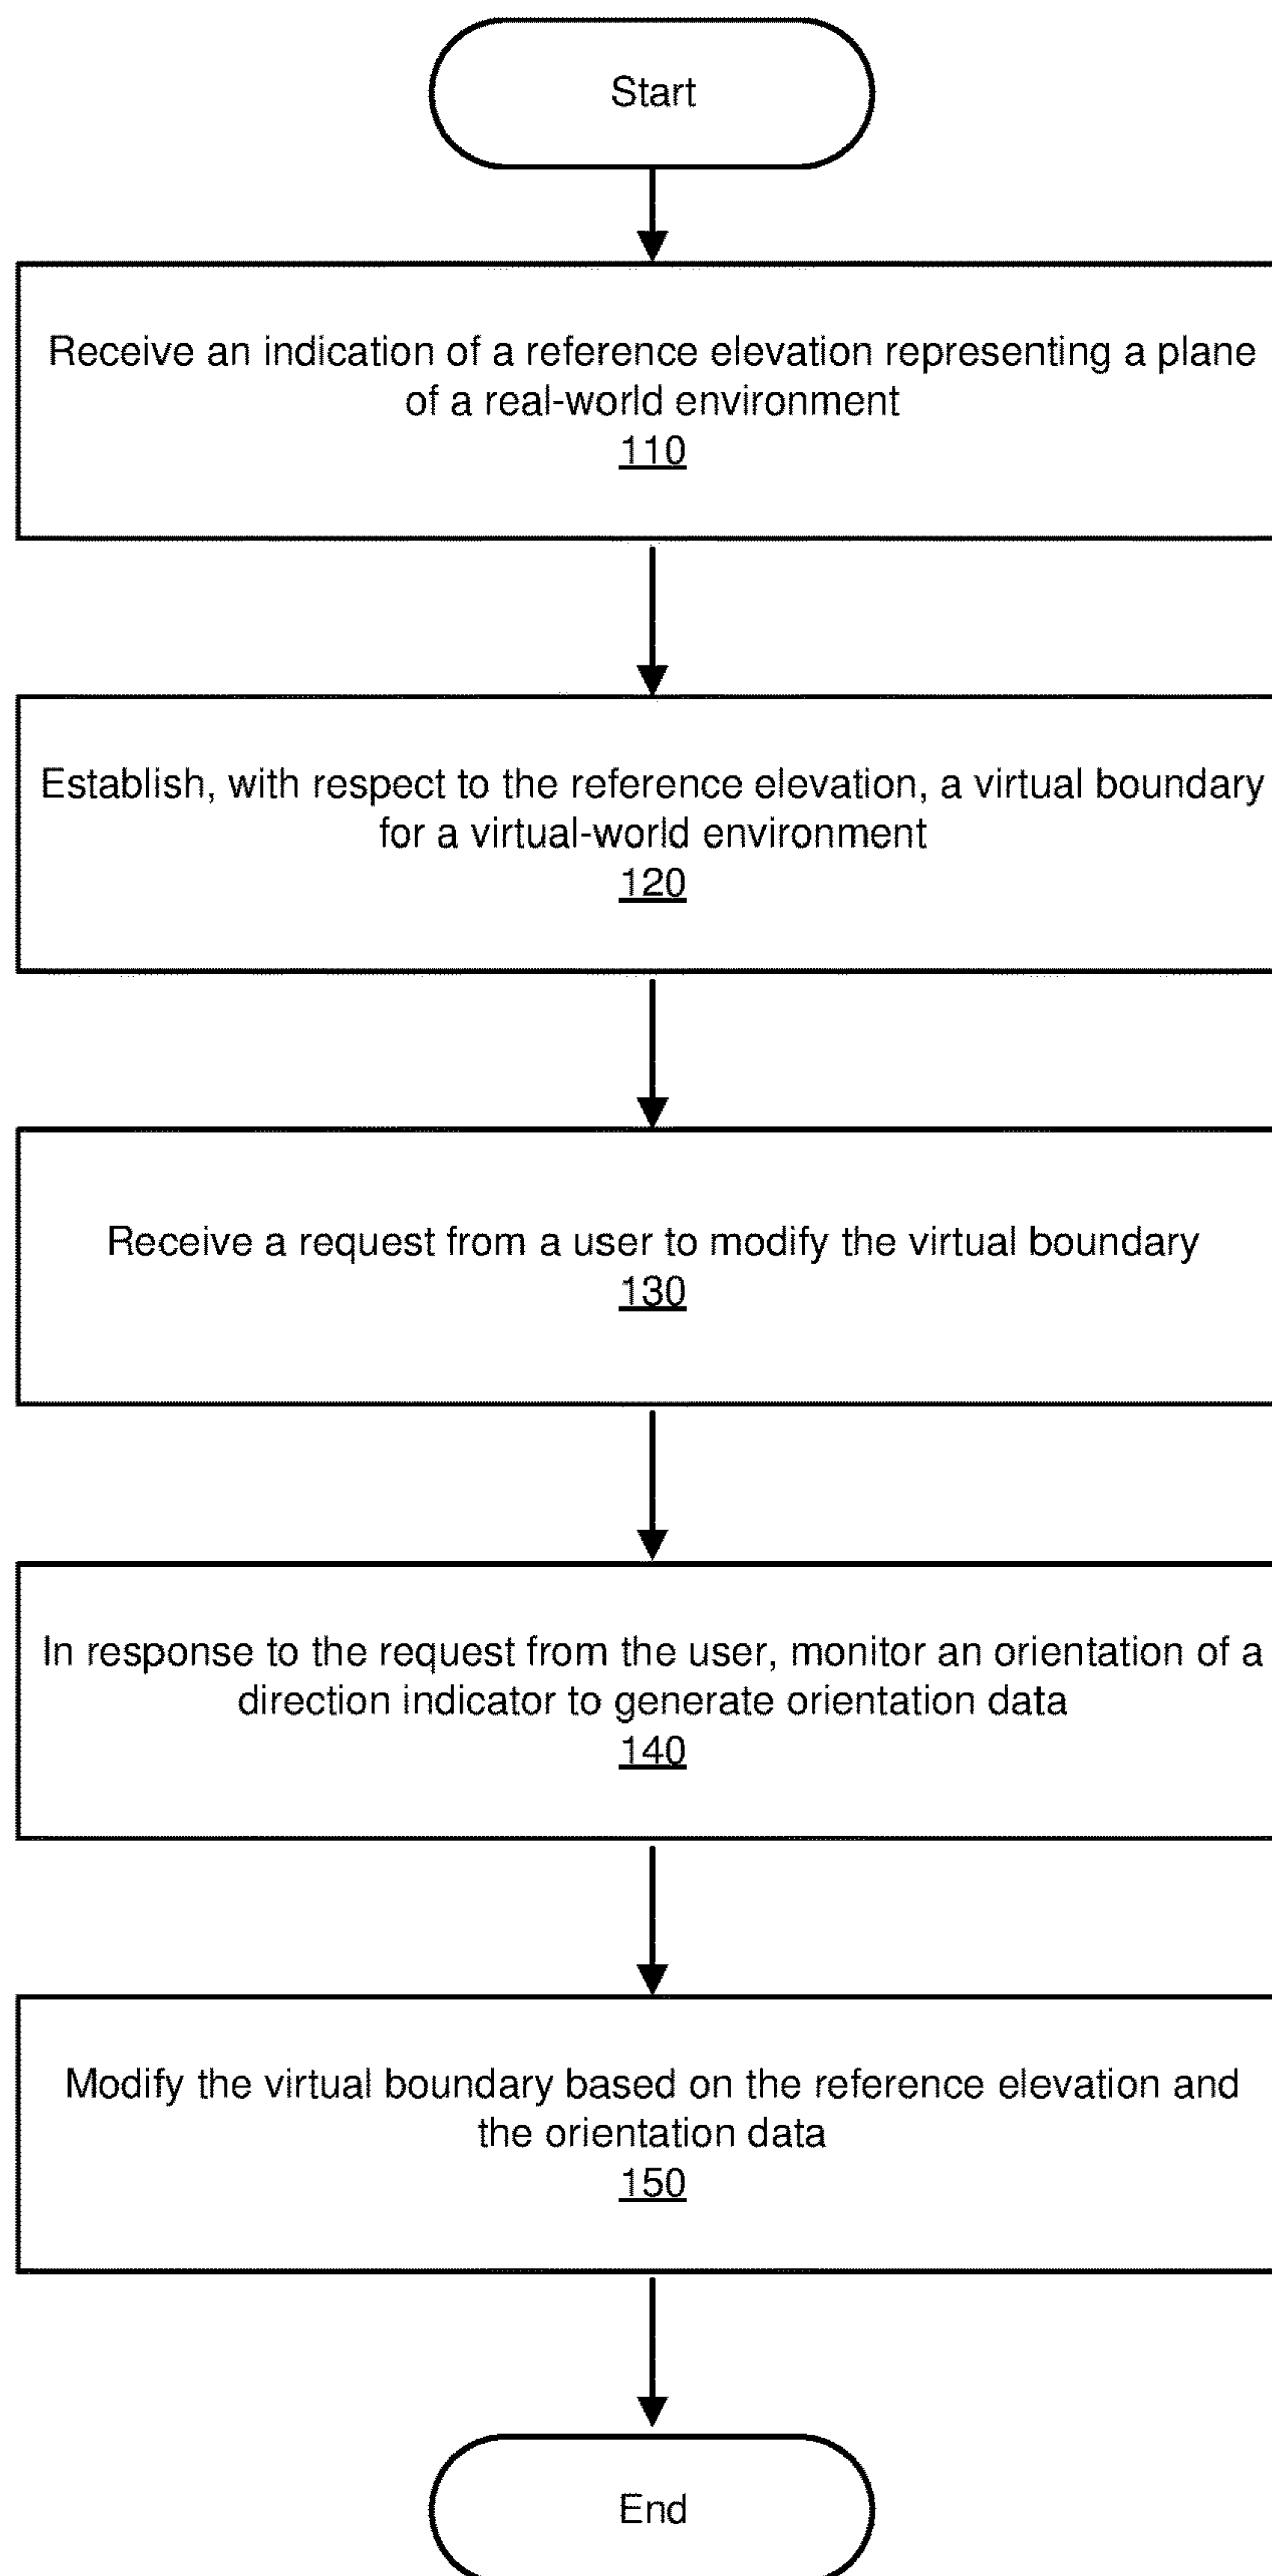 Start
Receive an indication of a reference elevation representing a plane
of a real-world environment
110
Establish, with respect to the reference elevation, a virtual boundary
for a virtual-world environment
120
Receive a request from a user to modify the virtual boundary
130
In response to the request from the user, monitor an orientation of a
direction indicator to generate orientation data
140
Modify the virtual boundary based on the reference elevation and
the orientation data
150
End